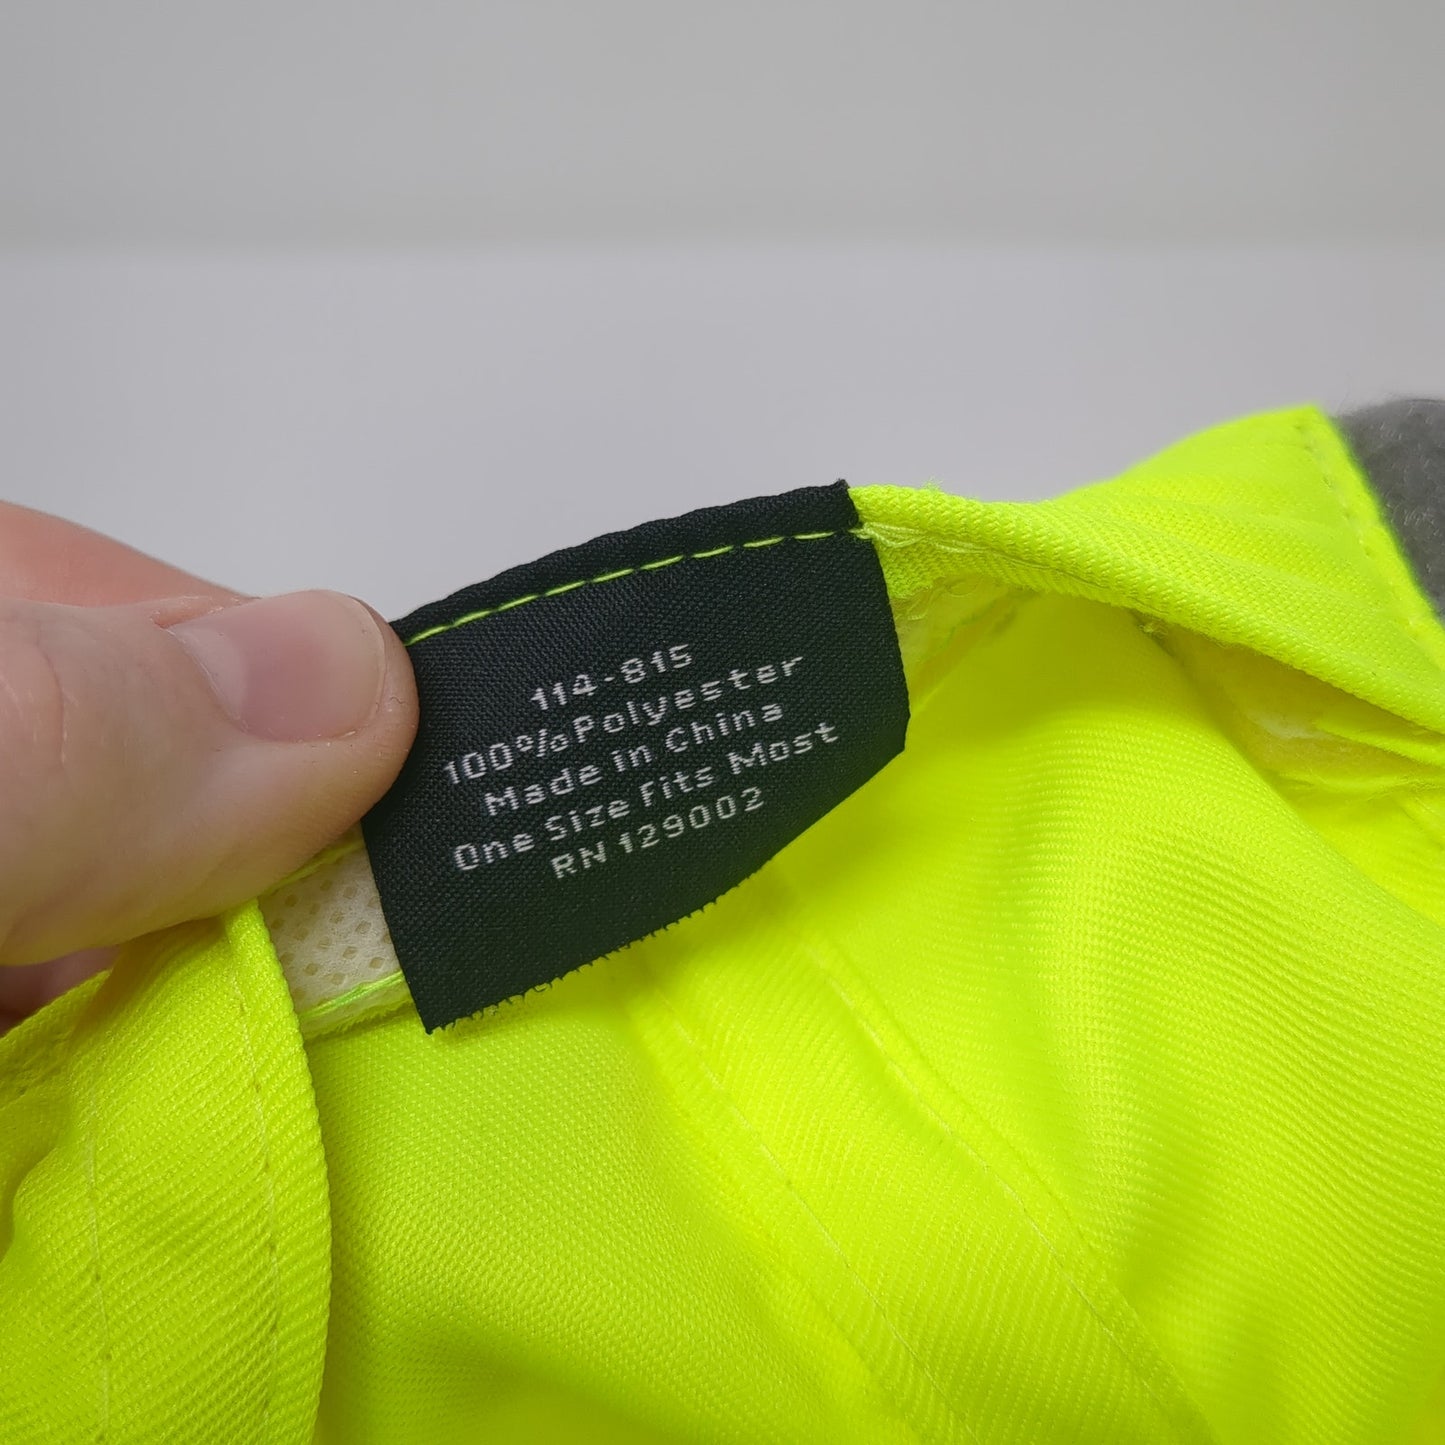 114-815
100%Polyester
Made in China
One Size Fits Most
RN 129002